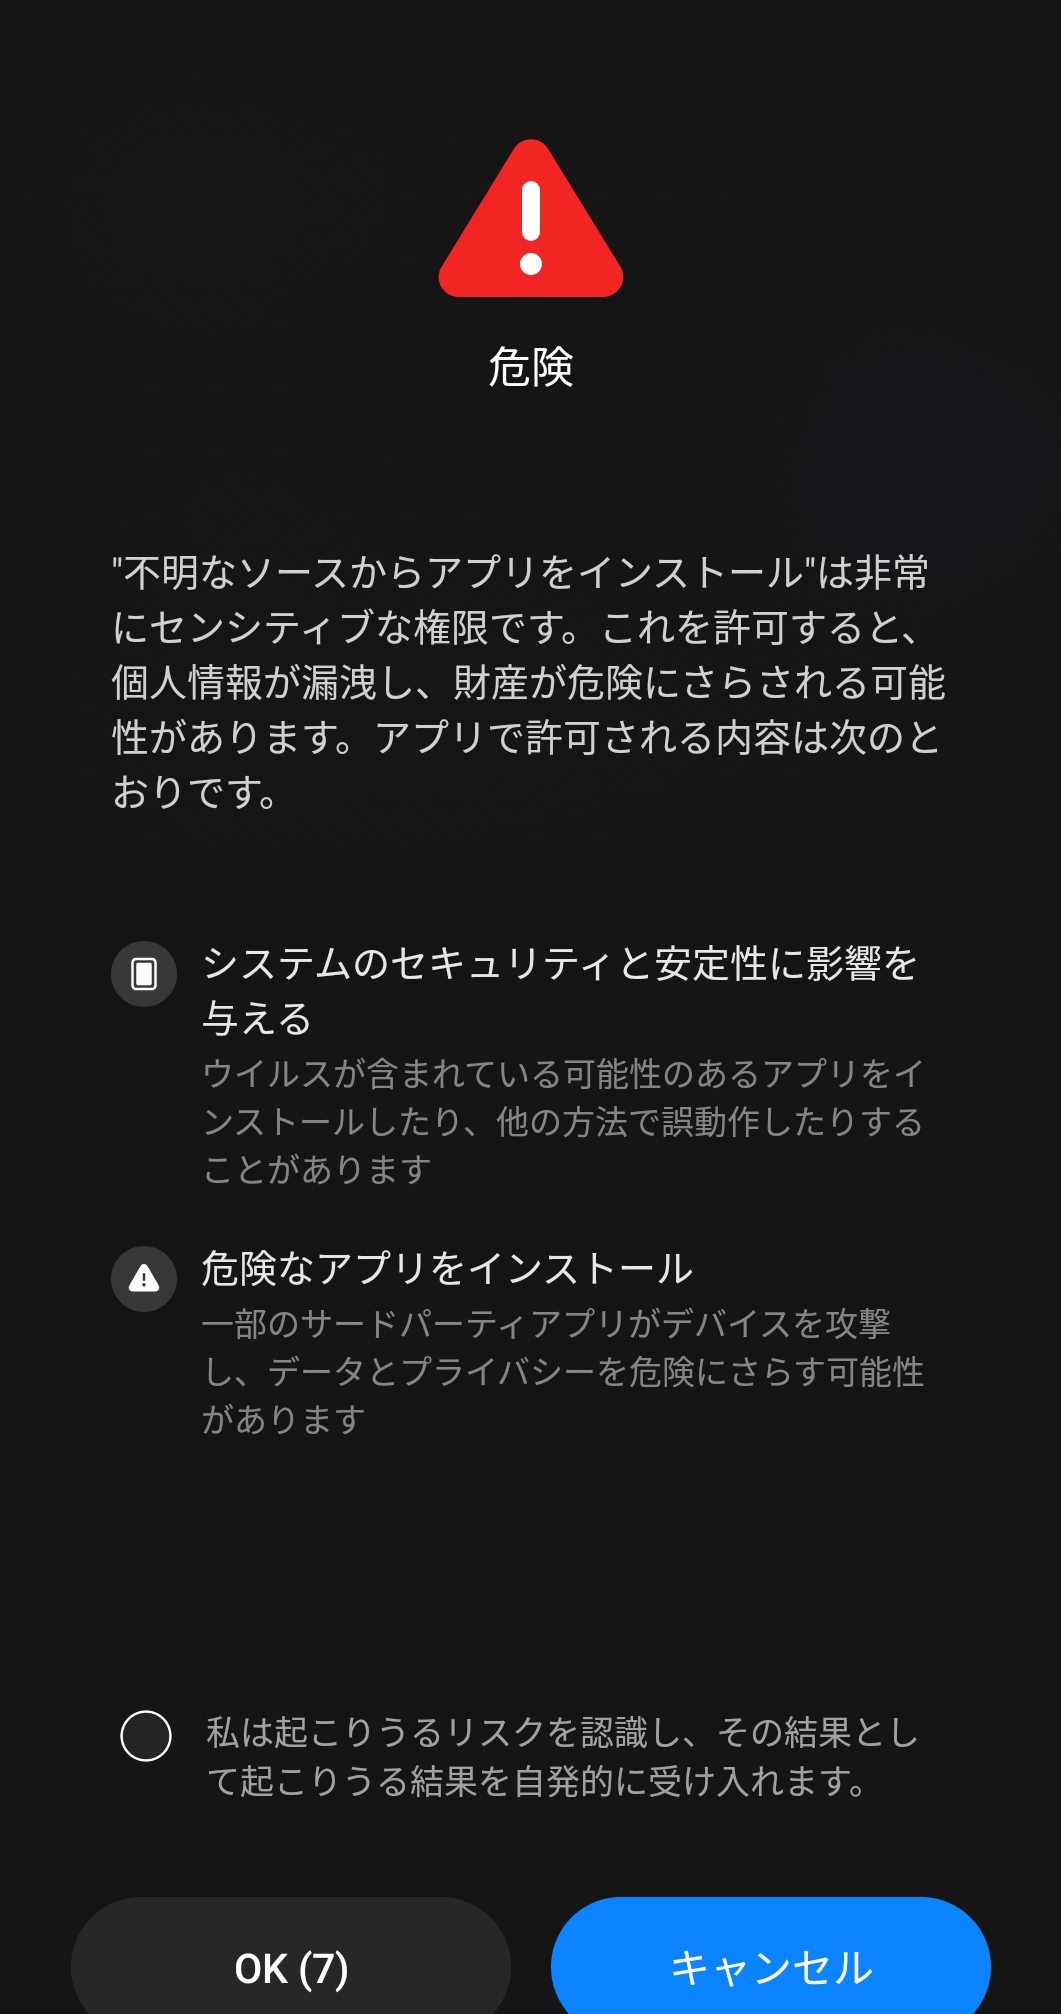 危険
"不明なソースからアプリをインストール"は非常
にセンシティブな権限です。これを許可すると、
個人情報が漏洩し、財産が危険にさらされる可能
性があります。アプリで許可される内容は次のと
おりです。
システムのセキュリティと安定性に影響を
与える
ウイルスが含まれている可能性のあるアプリをイ
ンストールしたり、他の方法で誤動作したりする
ことがあります
危険なアプリをインストール
一部のサードパーティアプリがデバイスを攻撃
し、データとプライバシーを危険にさらす可能性
があります
私は起こりうるリスクを認識し、その結果とし
て起こりうる結果を自発的に受け入れます。
OK (7)
キャンセル